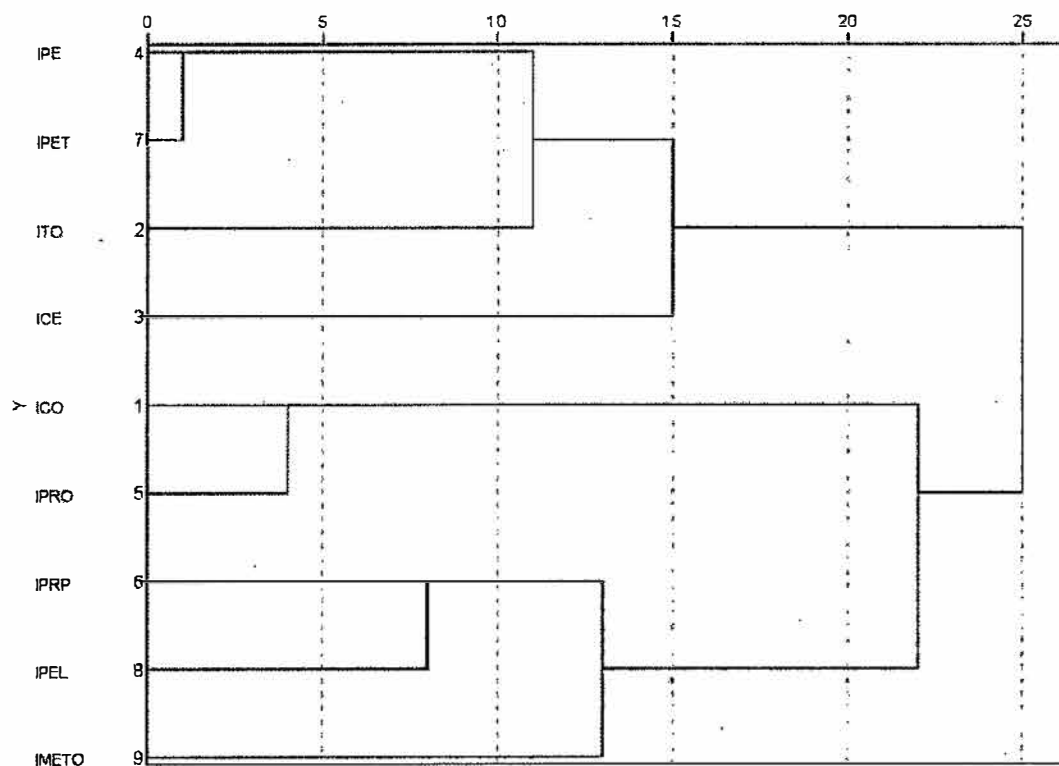 0 5 10 15 20 25
IPE 4
IPET 7
ITO 2
ICE 3
Y ICO 1
IPRO 5
IPRP 6
IPEL 8
IMETO 9